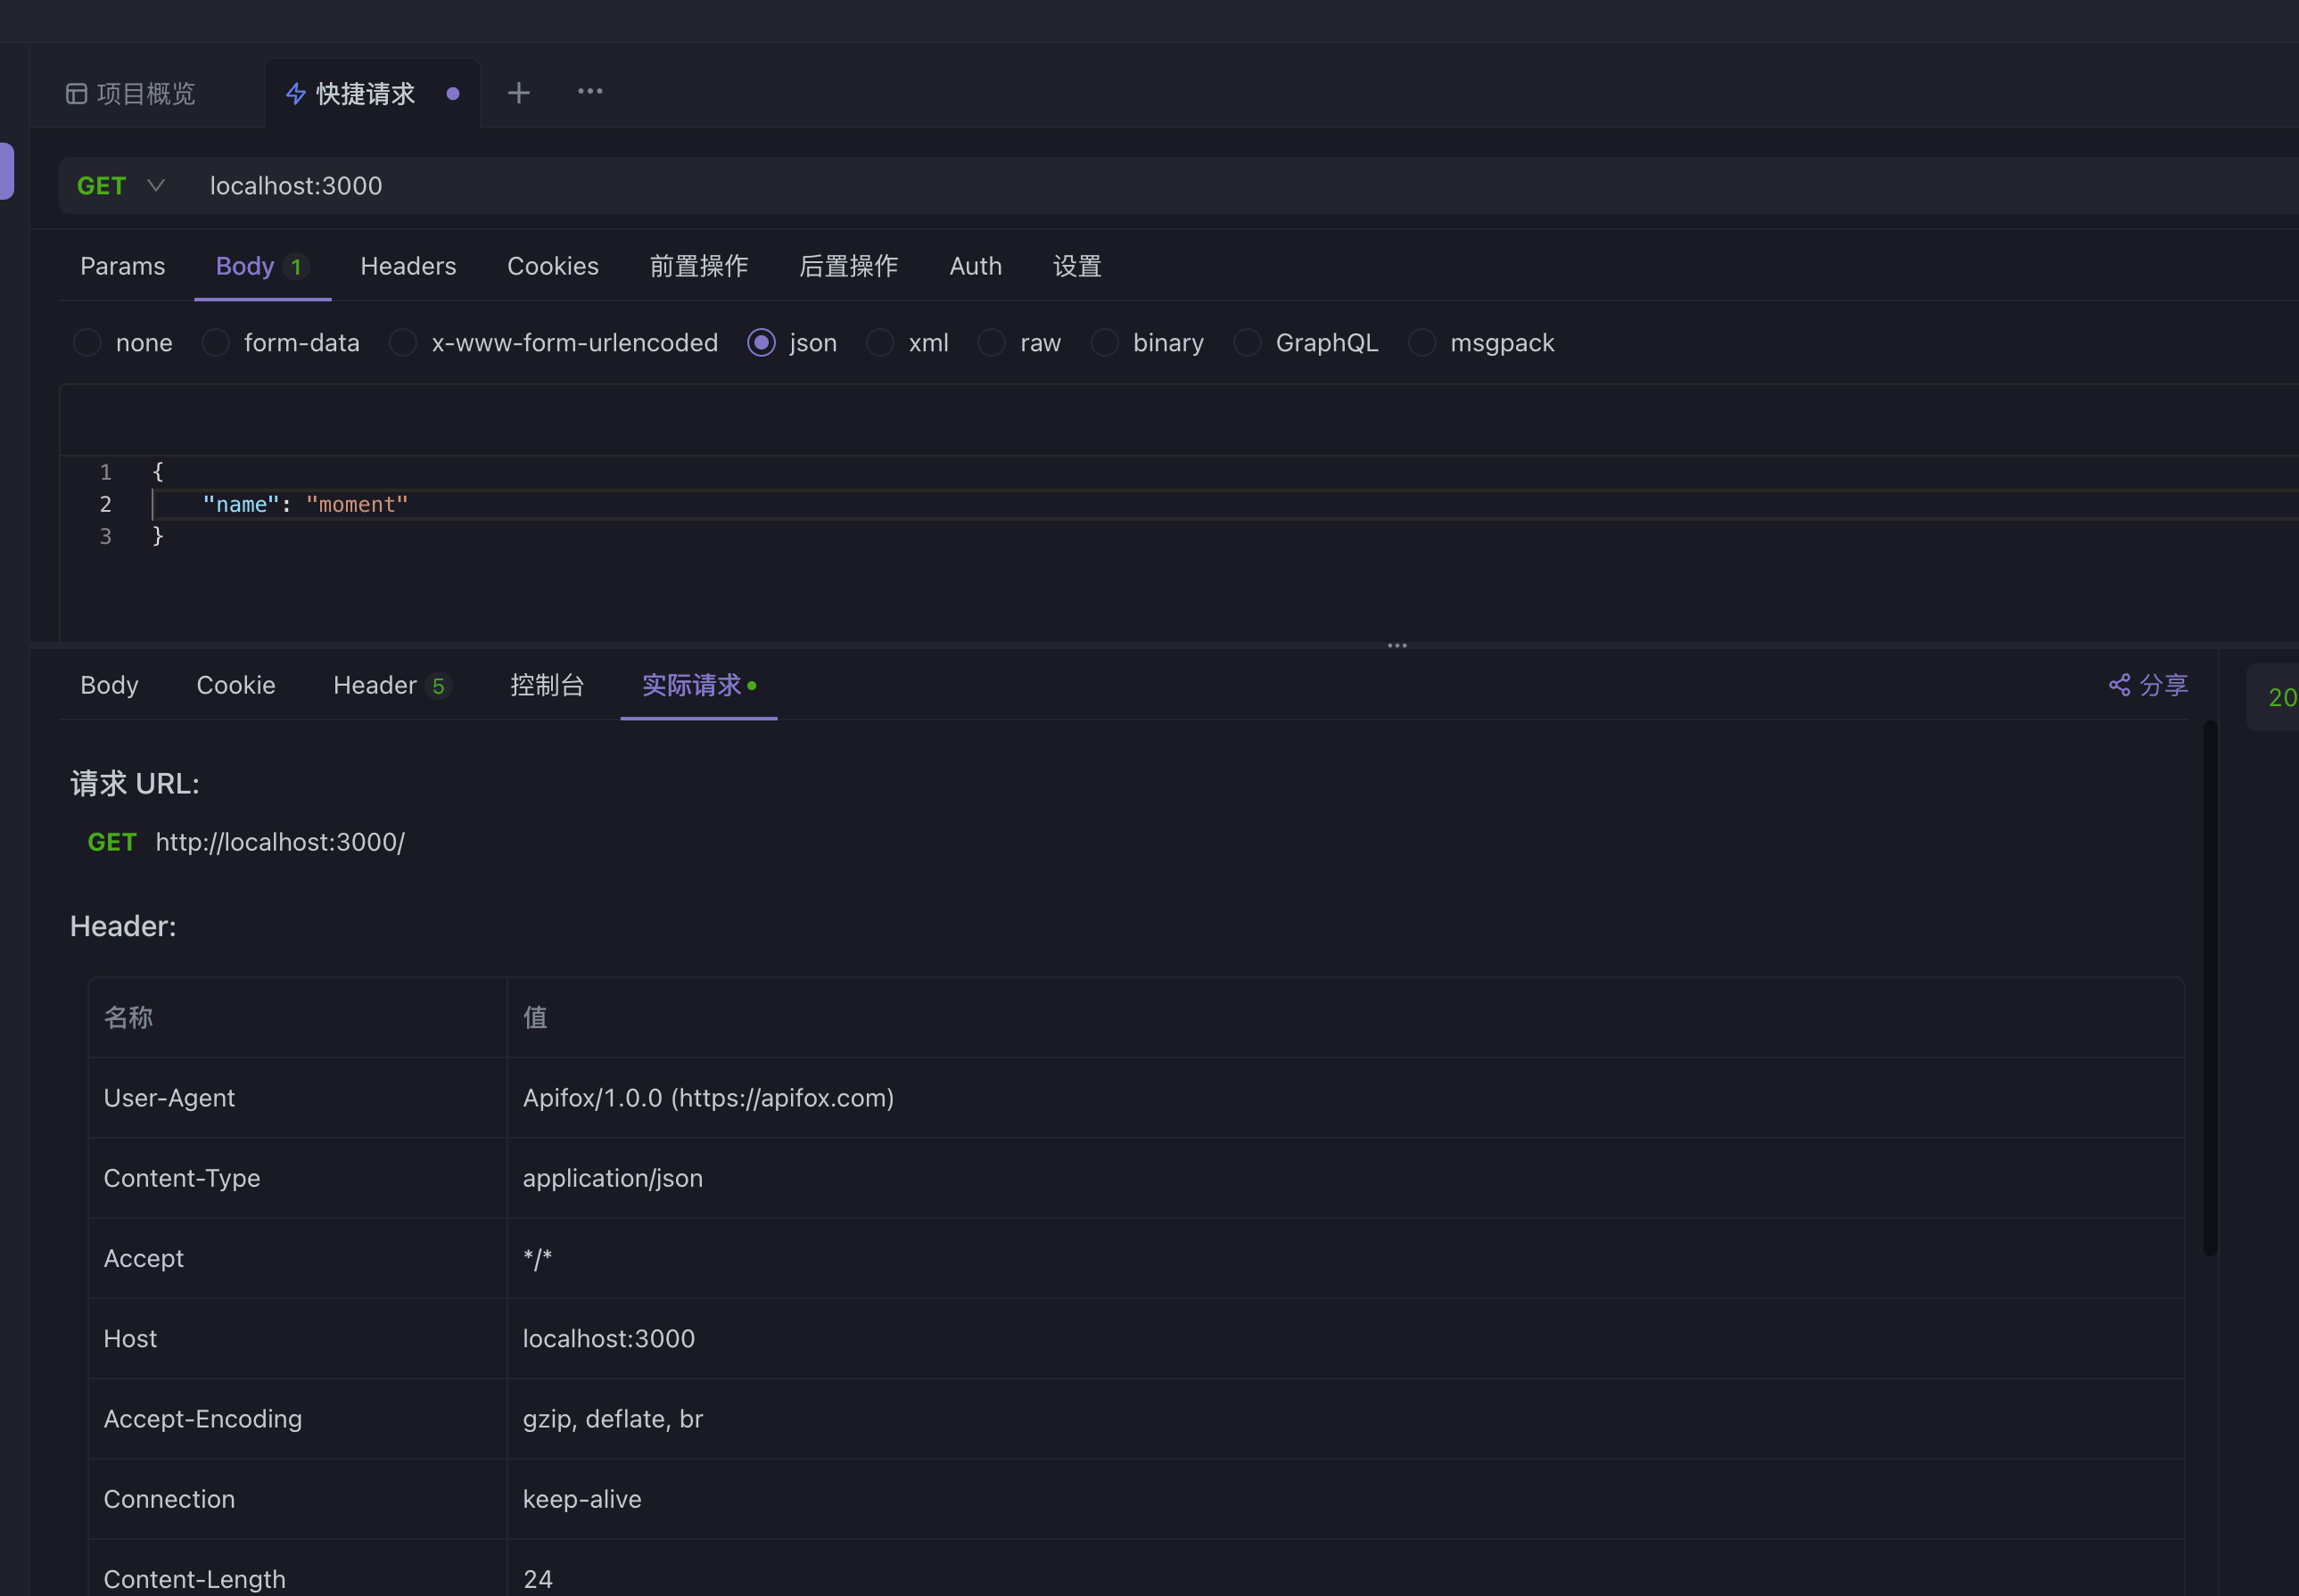 项目概览
快捷请求
GET localhost:3000
Params Body 1 Headers Cookies 前置操作 后置操作 Auth 设置
none form-data x-www-form-urlencoded json xml raw binary GraphQL msgpack
1 {
2 "name": "moment"
3 }
Body Cookie Header 5 控制台 实际请求 分享
20
请求 URL:
GET http://localhost:3000/
Header:
名称 值
User-Agent Apifox/1.0.0 (https://apifox.com)
Content-Type application/json
Accept */*
Host localhost:3000
Accept-Encoding gzip, deflate, br
Connection keep-alive
Content-Length 24